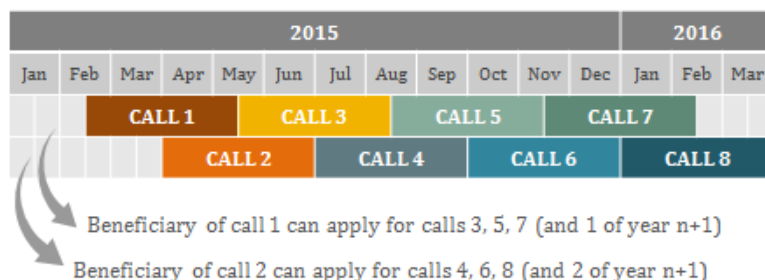 2015 2016
Jan Feb Mar Apr May Jun Jul Aug Sep Oct Nov Dec Jan Feb Mar
CALL 1 CALL 3 CALL 5 CALL 7
CALL 2 CALL 4 CALL 6 CALL 8
Beneficiary of call 1 can apply for calls 3, 5, 7 (and 1 of year n+1)
Beneficiary of call 2 can apply for calls 4, 6, 8 (and 2 of year n+1)